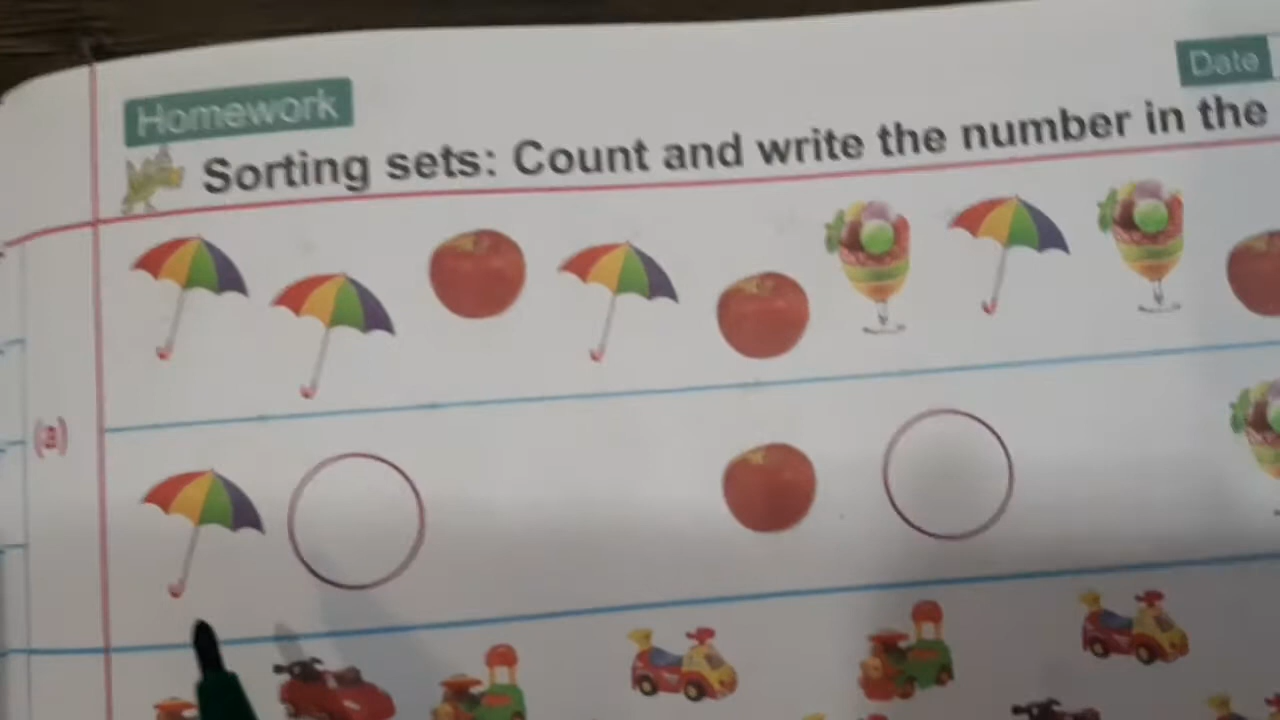 Homework
Date
Sorting sets: Count and write the number in the
(a)